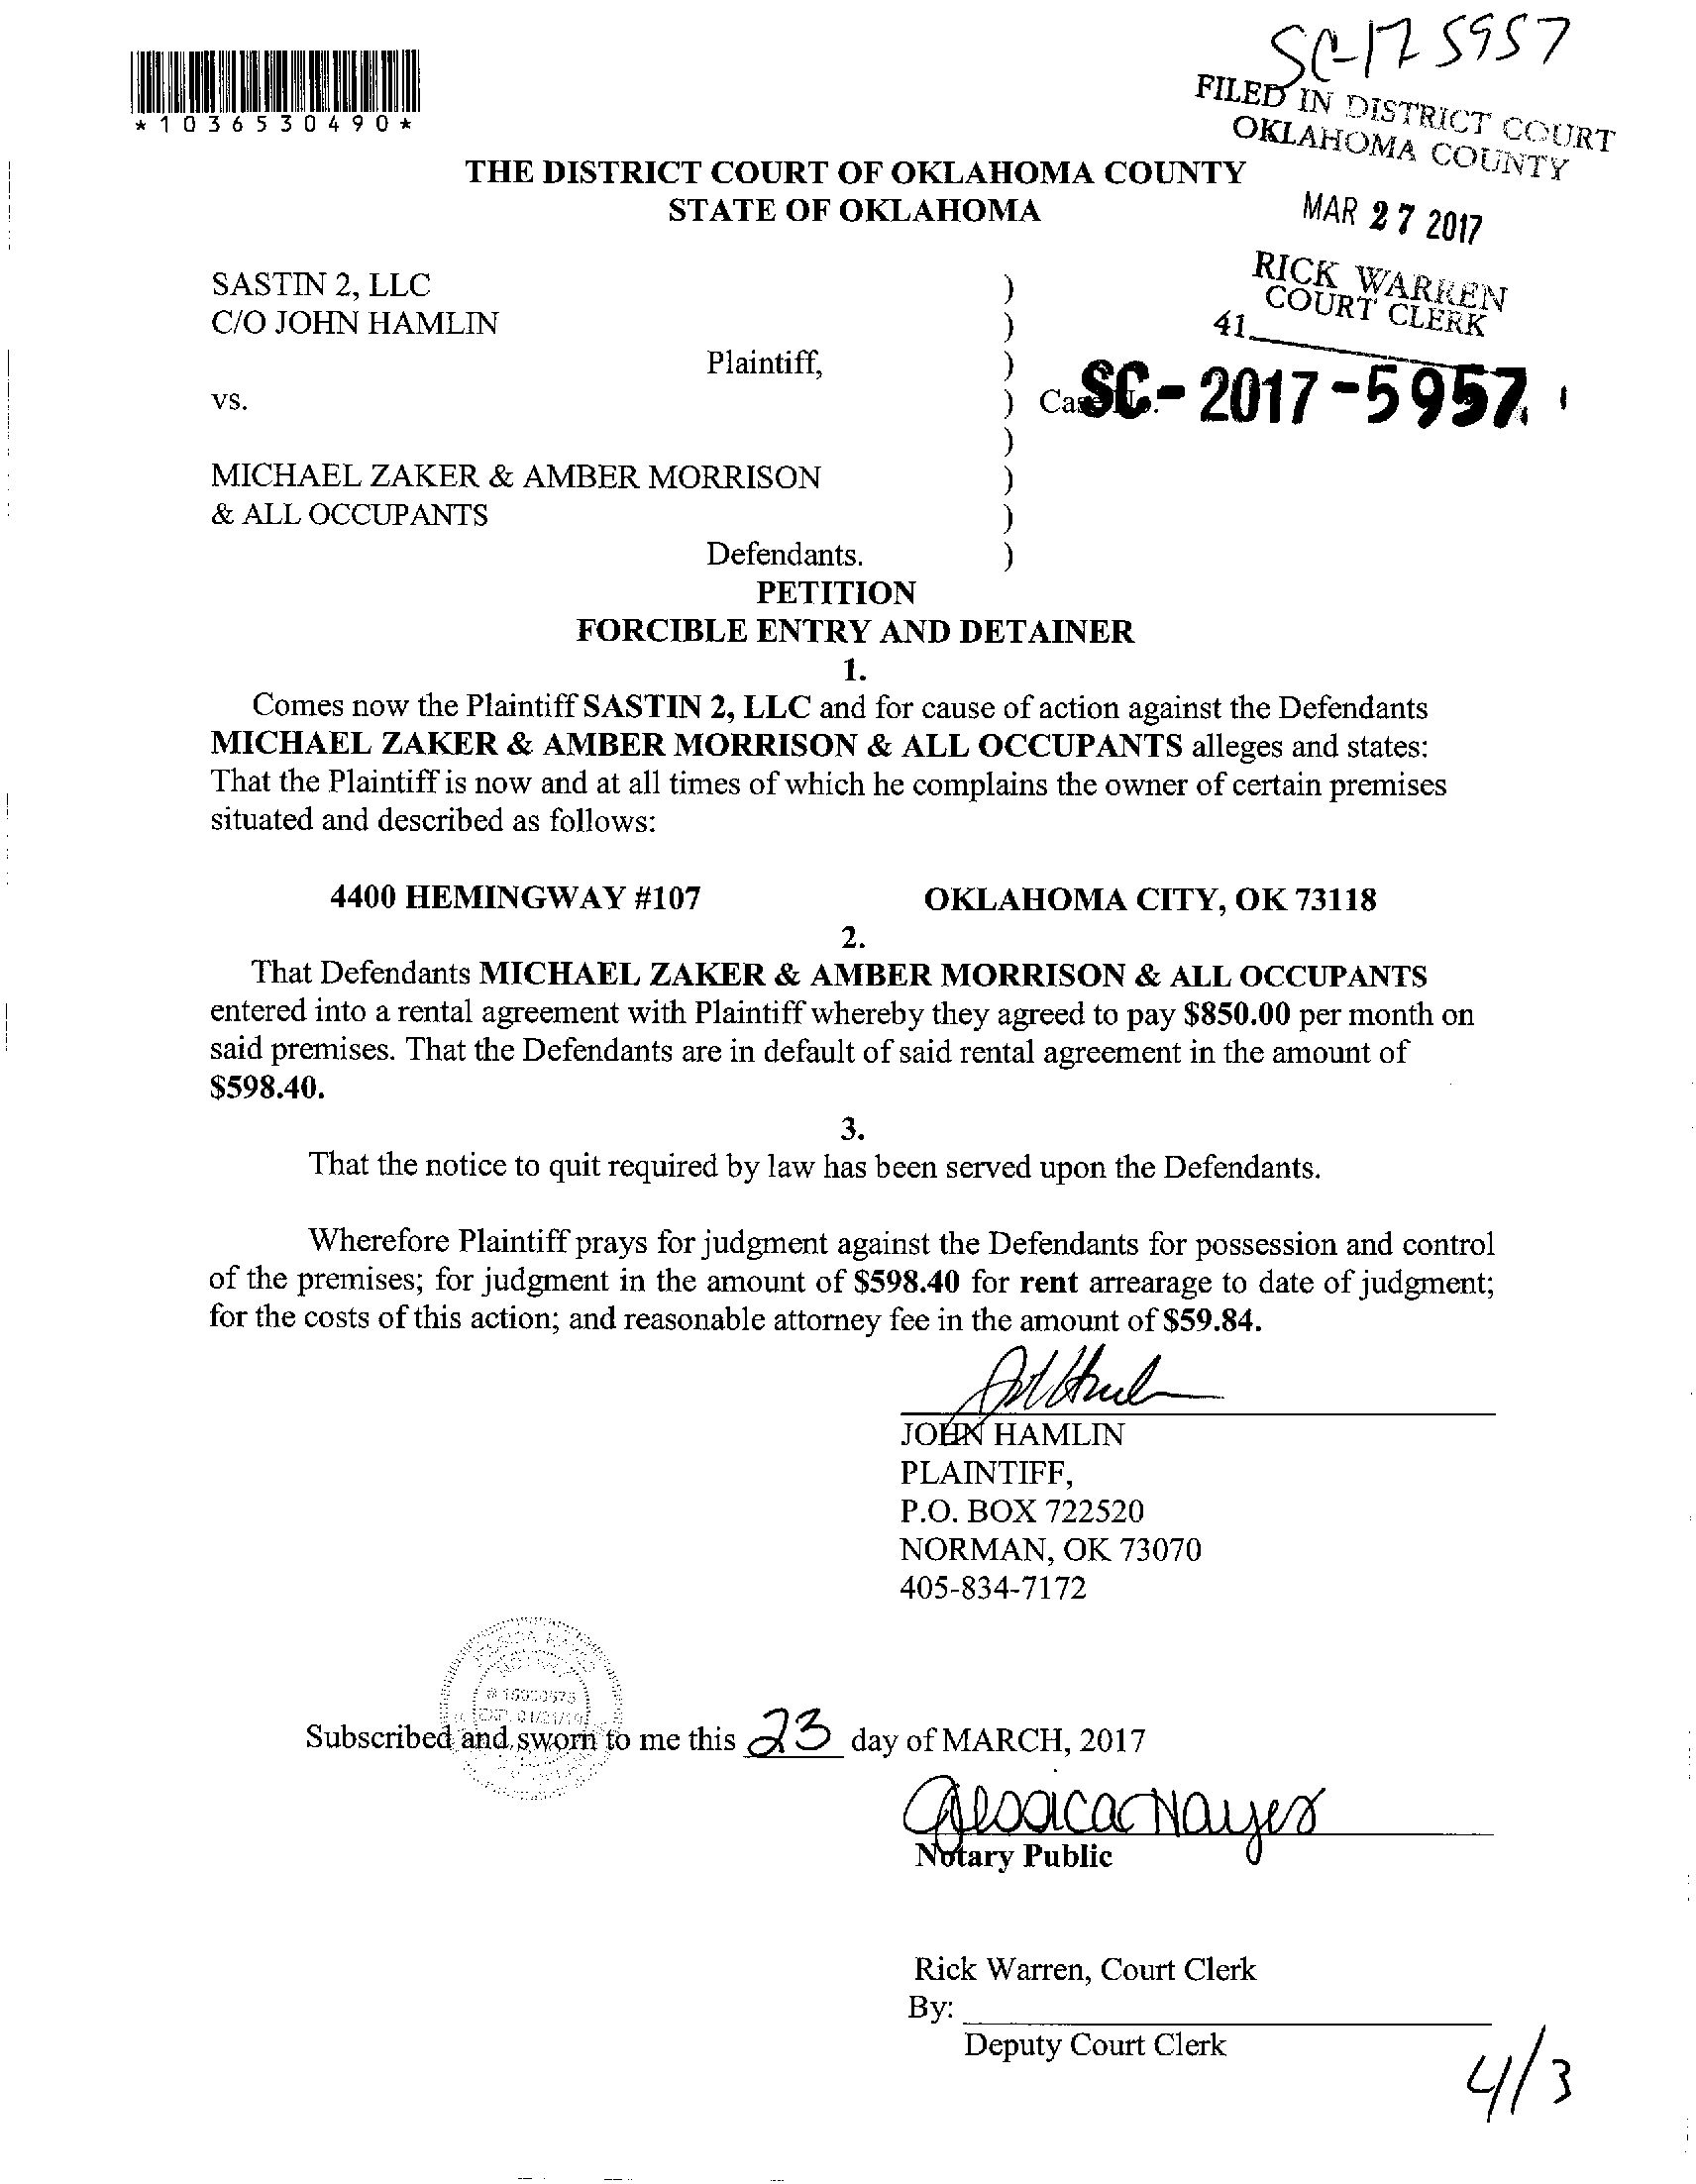 SC-17 5957
*1036530490*
FILED IN DISTRICT COURT
OKLAHOMA COUNTY
THE DISTRICT COURT OF OKLAHOMA COUNTY
STATE OF OKLAHOMA
MAR 27 2017
RICK WARREN
COURT CLERK
41
SASTIN 2, LLC )
C/O JOHN HAMLIN )
Plaintiff, )
vs. ) Case No. SC-2017-5957
)
MICHAEL ZAKER & AMBER MORRISON )
& ALL OCCUPANTS )
Defendants. )
PETITION
FORCIBLE ENTRY AND DETAINER
1.
Comes now the Plaintiff SASTIN 2, LLC and for cause of action against the Defendants
MICHAEL ZAKER & AMBER MORRISON & ALL OCCUPANTS alleges and states:
That the Plaintiff is now and at all times of which he complains the owner of certain premises
situated and described as follows:
4400 HEMINGWAY #107 OKLAHOMA CITY, OK 73118
2.
That Defendants MICHAEL ZAKER & AMBER MORRISON & ALL OCCUPANTS
entered into a rental agreement with Plaintiff whereby they agreed to pay $850.00 per month on
said premises. That the Defendants are in default of said rental agreement in the amount of
$598.40.
3.
That the notice to quit required by law has been served upon the Defendants.
Wherefore Plaintiff prays for judgment against the Defendants for possession and control
of the premises; for judgment in the amount of $598.40 for rent arrearage to date of judgment;
for the costs of this action; and reasonable attorney fee in the amount of $59.84.
JOHN HAMLIN
PLAINTIFF,
P.O. BOX 722520
NORMAN, OK 73070
405-834-7172
EXP. 01/21/19
Subscribed and sworn to me this 23 day of MARCH, 2017
Jessica Hayes
Notary Public
Rick Warren, Court Clerk
By:
Deputy Court Clerk
4/3